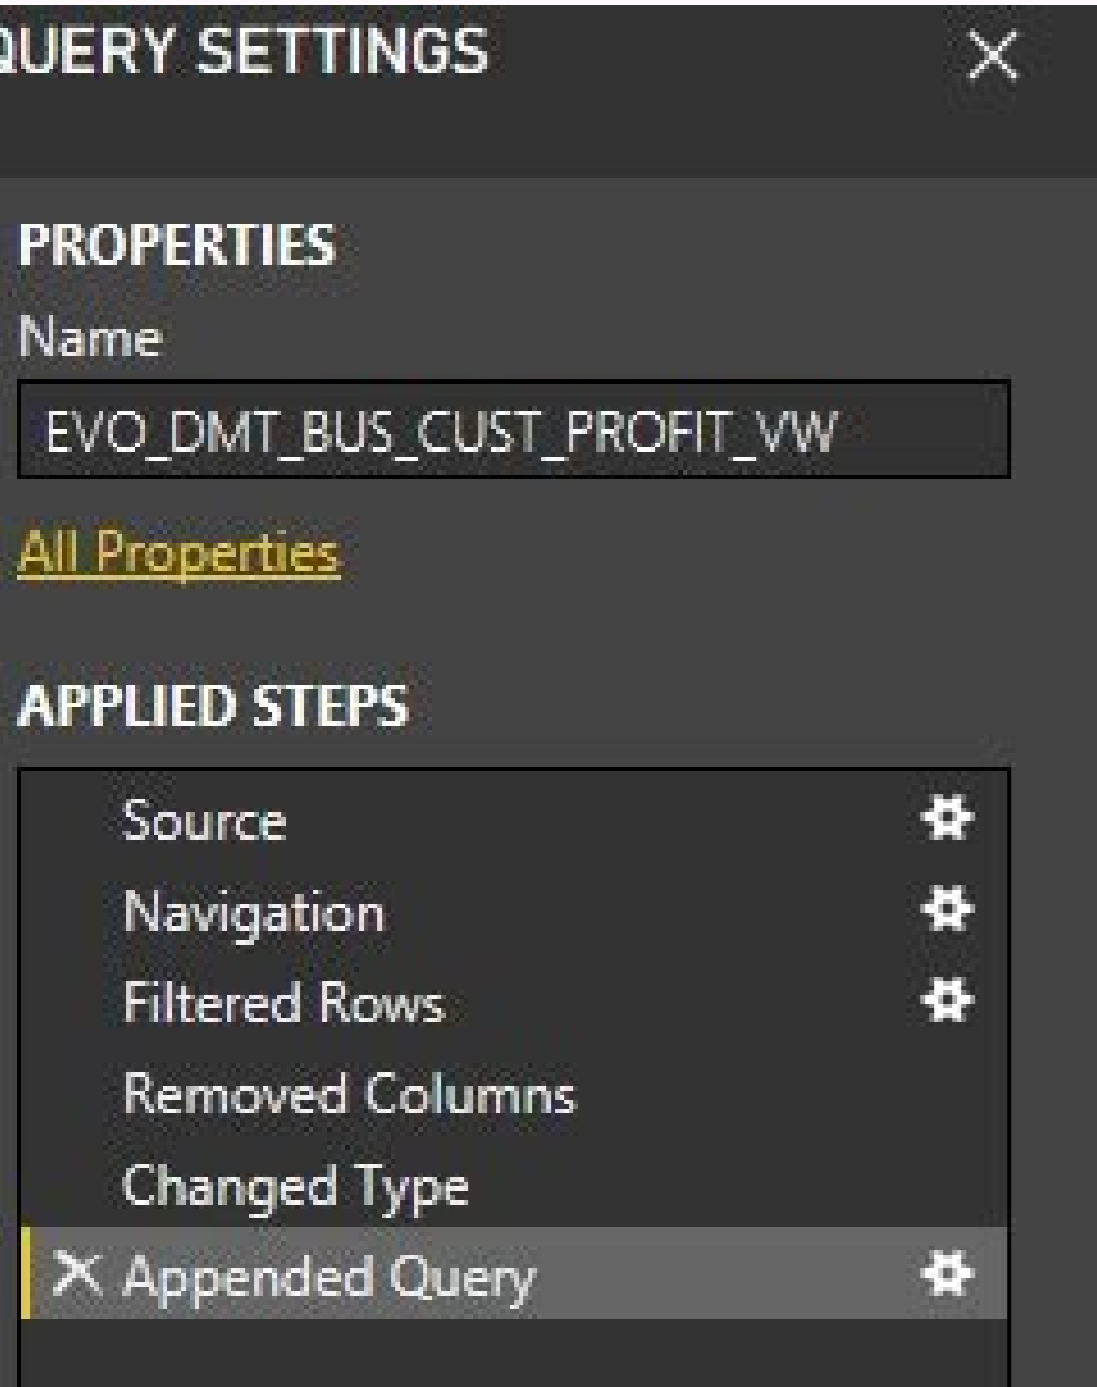 QUERY SETTINGS
PROPERTIES
Name
EVO_DMT_BUS_CUST_PROFIT_VW
All Properties
APPLIED STEPS
Source
Navigation
Filtered Rows
Removed Columns
Changed Type
Appended Query